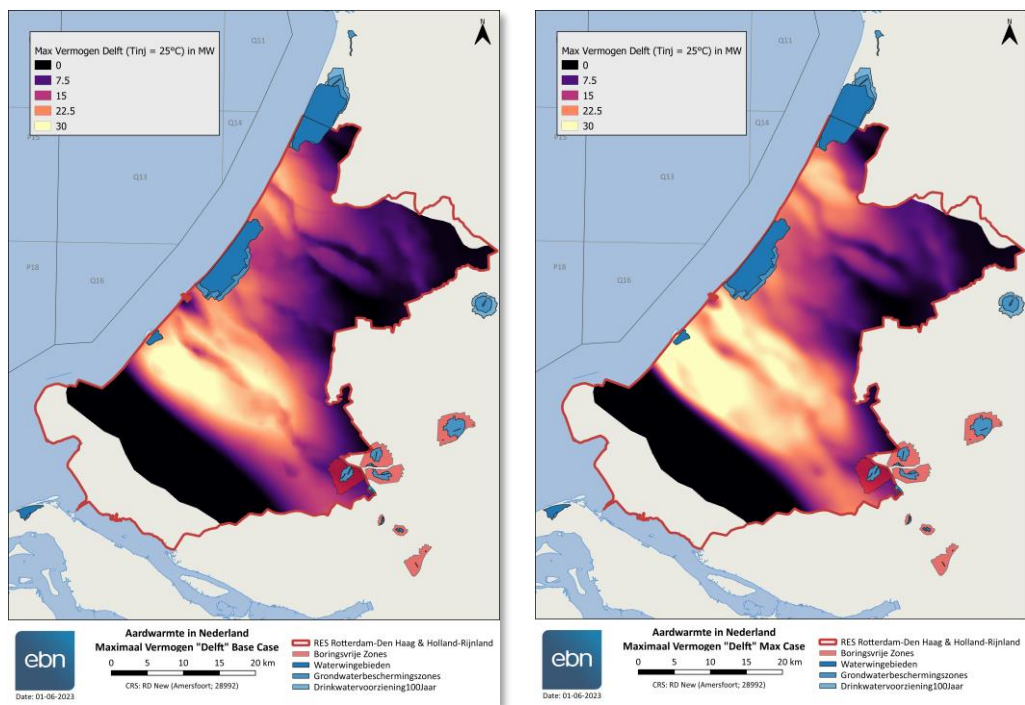 Max Vermogen Delft (Tinj = 25°C) in MW
0
7.5
15
22.5
30
N
Q11
Q14
P15
Q13
P18
Q16
ebn
Date: 01-06-2023
Aardwarmte in Nederland
Maximaal Vermogen "Delft" Base Case
0 5 10 15 20 km
CRS: RD New (Amersfoort; 28992)
RES Rotterdam-Den Haag & Holland-Rijnland
Boringsvrije Zones
Waterwingebieden
Grondwaterbeschermingszones
Drinkwatervoorziening100Jaar
Max Vermogen Delft (Tinj = 25°C) in MW
0
7.5
15
22.5
30
N
Q11
Q14
P15
Q13
P18
Q16
ebn
Date: 01-06-2023
Aardwarmte in Nederland
Maximaal Vermogen "Delft" Max Case
0 5 10 15 20 km
CRS: RD New (Amersfoort; 28992)
RES Rotterdam-Den Haag & Holland-Rijnland
Boringsvrije Zones
Waterwingebieden
Grondwaterbeschermingszones
Drinkwatervoorziening100Jaar